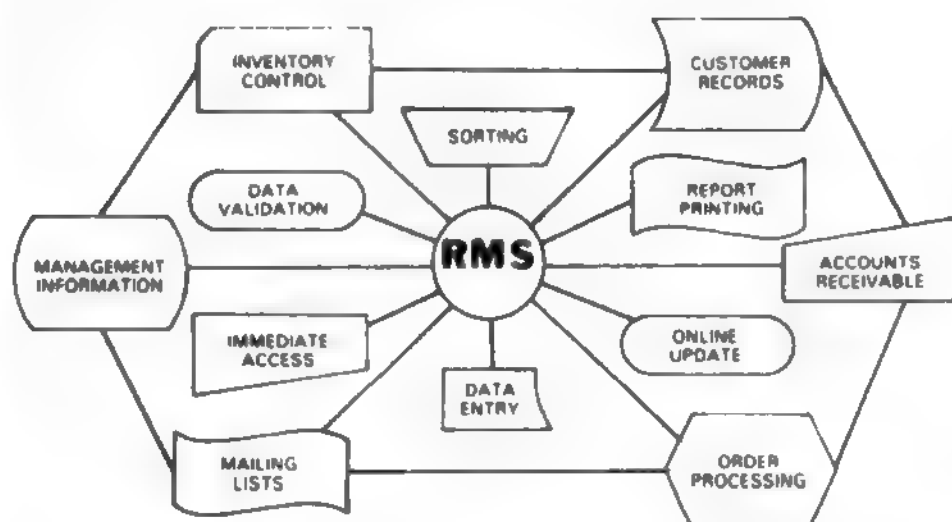 INVENTORY
CONTROL
CUSTOMER
RECORDS
SORTING
DATA
VALIDATION
REPORT
PRINTING
RMS
MANAGEMENT
INFORMATION
ACCOUNTS
RECEIVABLE
IMMEDIATE
ACCESS
ONLINE
UPDATE
DATA
ENTRY
MAILING
LISTS
ORDER
PROCESSING